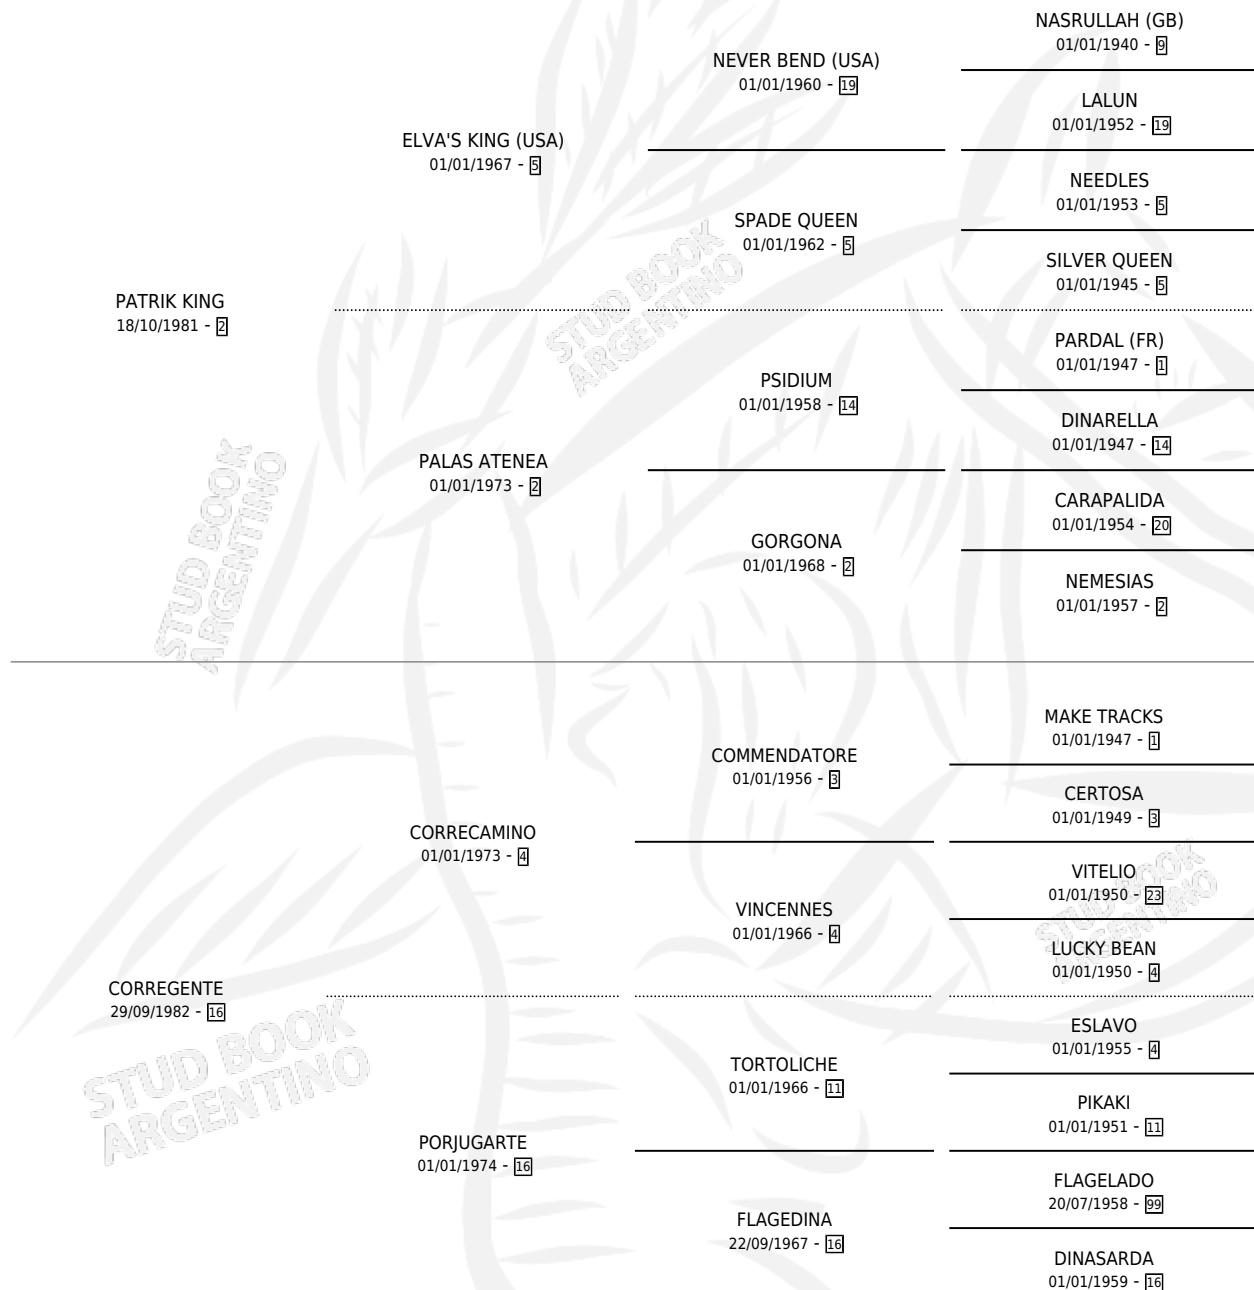 NASRULLAH (GB)
01/01/1940 - 9
NEVER BEND (USA)
01/01/1960 - 19
LALUN
01/01/1952 - 19
ELVA'S KING (USA)
01/01/1967 - 5
NEEDLES
01/01/1953 - 5
SPADE QUEEN
01/01/1962 - 5
SILVER QUEEN
01/01/1945 - 5
PATRIK KING
18/10/1981 - 2
STUD BOOK
ARGENTINO
PARDAL (FR)
01/01/1947 - 1
PSIDIUM
01/01/1958 - 14
DINARELLA
01/01/1947 - 14
PALAS ATENEA
01/01/1973 - 2
CARAPALIDA
01/01/1954 - 20
GORGONA
01/01/1968 - 2
NEMESIAS
01/01/1957 - 2
STUD BOOK
ARGENTINO
MAKE TRACKS
01/01/1947 - 1
COMMENDATORE
01/01/1956 - 3
CERTOSA
01/01/1949 - 3
CORRECAMINO
01/01/1973 - 4
VITELIO
01/01/1950 - 23
VINCENNES
01/01/1966 - 4
LUCKY BEAN
01/01/1950 - 4
STUD BOOK
ARGENTINO
CORREGENTE
29/09/1982 - 16
ESLAVO
01/01/1955 - 4
TORTOLICHE
01/01/1966 - 11
PIKAKI
01/01/1951 - 11
STUD BOOK
ARGENTINO
PORJUGARTE
01/01/1974 - 16
FLAGELADO
20/07/1958 - 99
FLAGEDINA
22/09/1967 - 16
DINASARDA
01/01/1959 - 16